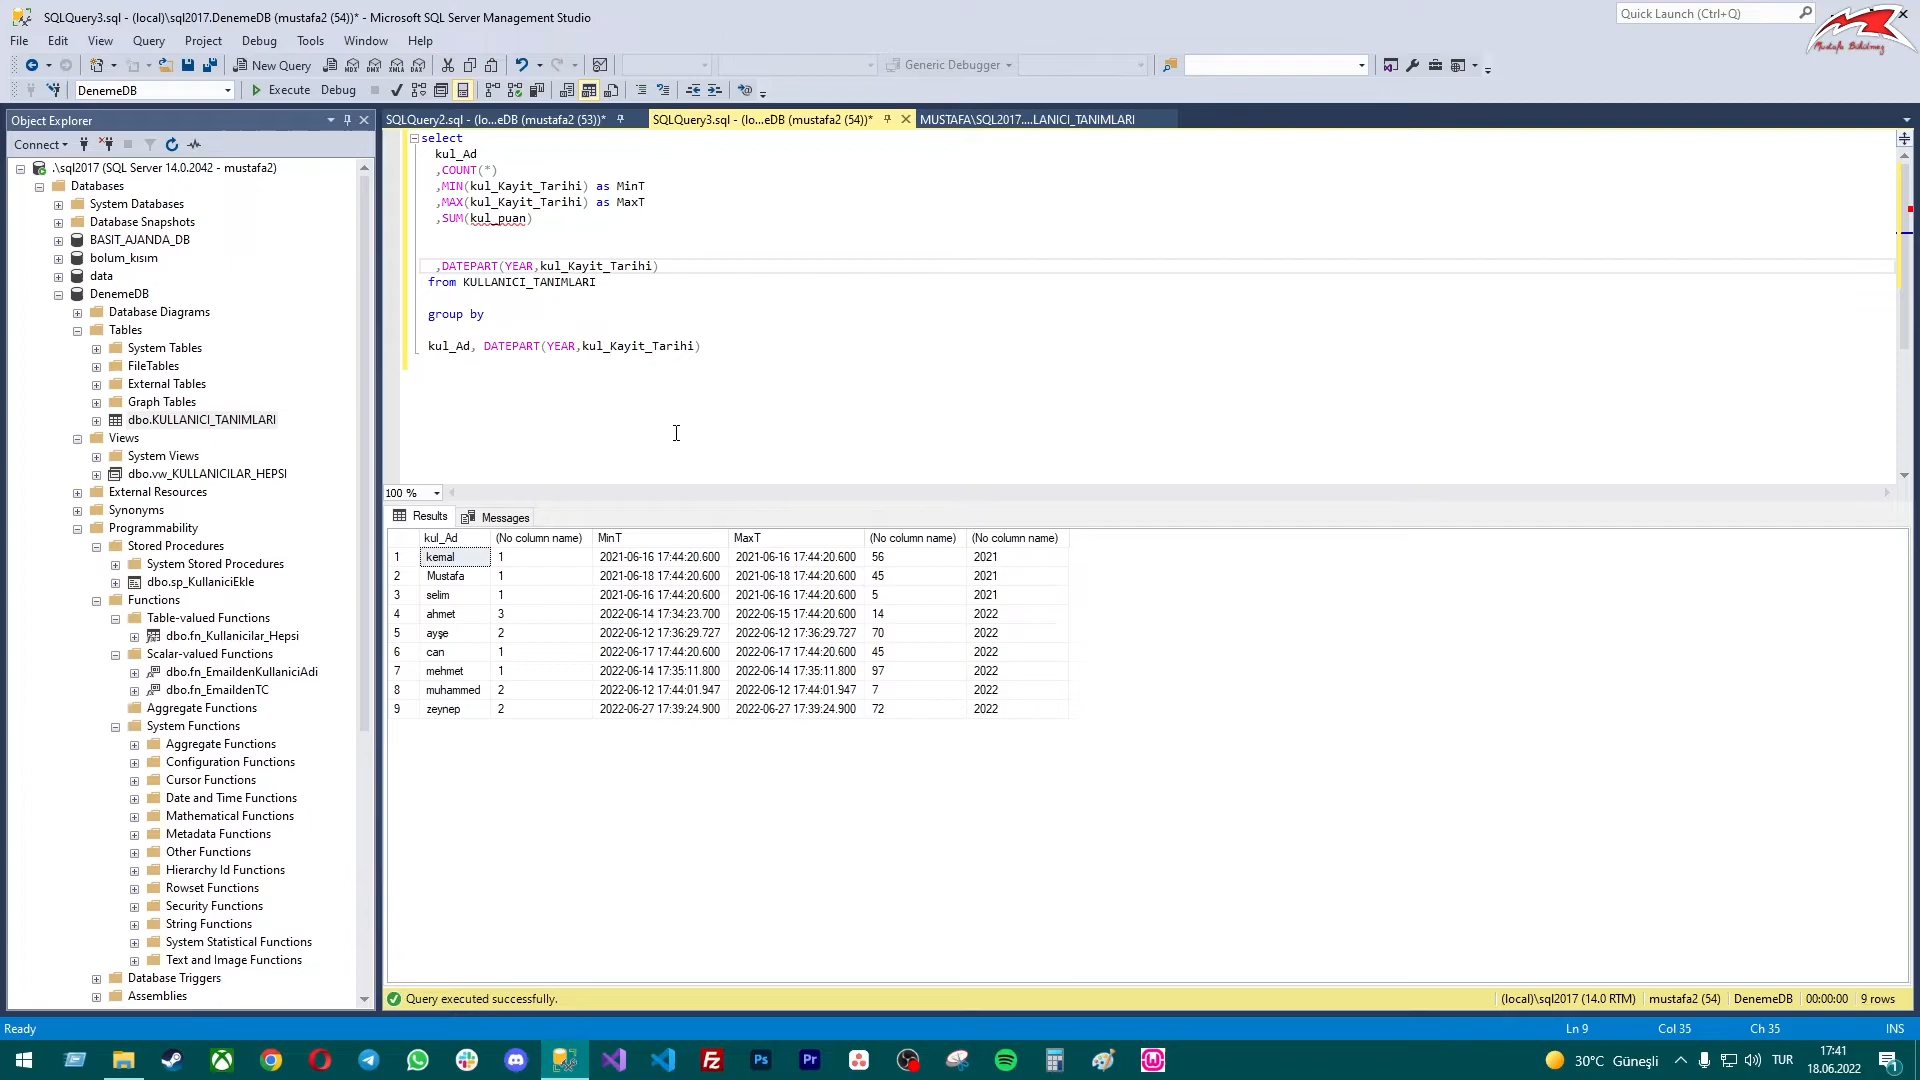 SQLQuery3.sql - (local)\sql2017.DenemeDB (mustafa2 (54))* - Microsoft SQL Server Management Studio
Quick Launch (Ctrl+Q)
Mustafa Bükülmez
File Edit View Query Project Debug Tools Window Help
New Query
MDX DMX XMLA DAX
Generic Debugger
DenemeDB
Execute Debug
Object Explorer
SQLQuery2.sql - (lo...eDB (mustafa2 (53))*
SQLQuery3.sql - (lo...eDB (mustafa2 (54))*
MUSTAFA\SQL2017....LANICI_TANIMLARI
Connect
.\sql2017 (SQL Server 14.0.2042 - mustafa2)
Databases
System Databases
Database Snapshots
BASIT_AJANDA_DB
bolum_kısım
data
DenemeDB
Database Diagrams
Tables
System Tables
FileTables
External Tables
Graph Tables
dbo.KULLANICI_TANIMLARI
Views
System Views
dbo.vw_KULLANICILAR_HEPSI
External Resources
Synonyms
Programmability
Stored Procedures
System Stored Procedures
dbo.sp_KullaniciEkle
Functions
Table-valued Functions
dbo.fn_Kullanicilar_Hepsi
Scalar-valued Functions
dbo.fn_EmaildenKullaniciAdi
dbo.fn_EmaildenTC
Aggregate Functions
System Functions
Aggregate Functions
Configuration Functions
Cursor Functions
Date and Time Functions
Mathematical Functions
Metadata Functions
Other Functions
Hierarchy Id Functions
Rowset Functions
Security Functions
String Functions
System Statistical Functions
Text and Image Functions
Database Triggers
Assemblies
select
kul_Ad
,COUNT(*)
,MIN(kul_Kayit_Tarihi) as MinT
,MAX(kul_Kayit_Tarihi) as MaxT
,SUM(kul_puan)
,DATEPART(YEAR,kul_Kayit_Tarihi)
from KULLANICI_TANIMLARI
group by
kul_Ad, DATEPART(YEAR,kul_Kayit_Tarihi)
100 %
Results Messages
kul_Ad (No column name) MinT MaxT (No column name) (No column name)
1 kemal 1 2021-06-16 17:44:20.600 2021-06-16 17:44:20.600 56 2021
2 Mustafa 1 2021-06-18 17:44:20.600 2021-06-18 17:44:20.600 45 2021
3 selim 1 2021-06-16 17:44:20.600 2021-06-16 17:44:20.600 5 2021
4 ahmet 3 2022-06-14 17:34:23.700 2022-06-15 17:44:20.600 14 2022
5 ayşe 2 2022-06-12 17:36:29.727 2022-06-12 17:36:29.727 70 2022
6 can 1 2022-06-17 17:44:20.600 2022-06-17 17:44:20.600 45 2022
7 mehmet 1 2022-06-14 17:35:11.800 2022-06-14 17:35:11.800 97 2022
8 muhammed 2 2022-06-12 17:44:01.947 2022-06-12 17:44:01.947 7 2022
9 zeynep 2 2022-06-27 17:39:24.900 2022-06-27 17:39:24.900 72 2022
Query executed successfully.
(local)\sql2017 (14.0 RTM) mustafa2 (54) DenemeDB 00:00:00 9 rows
Ready
Ln 9 Col 35 Ch 35 INS
Ps Pr
30°C Güneşli
TUR
17:41
18.06.2022
1